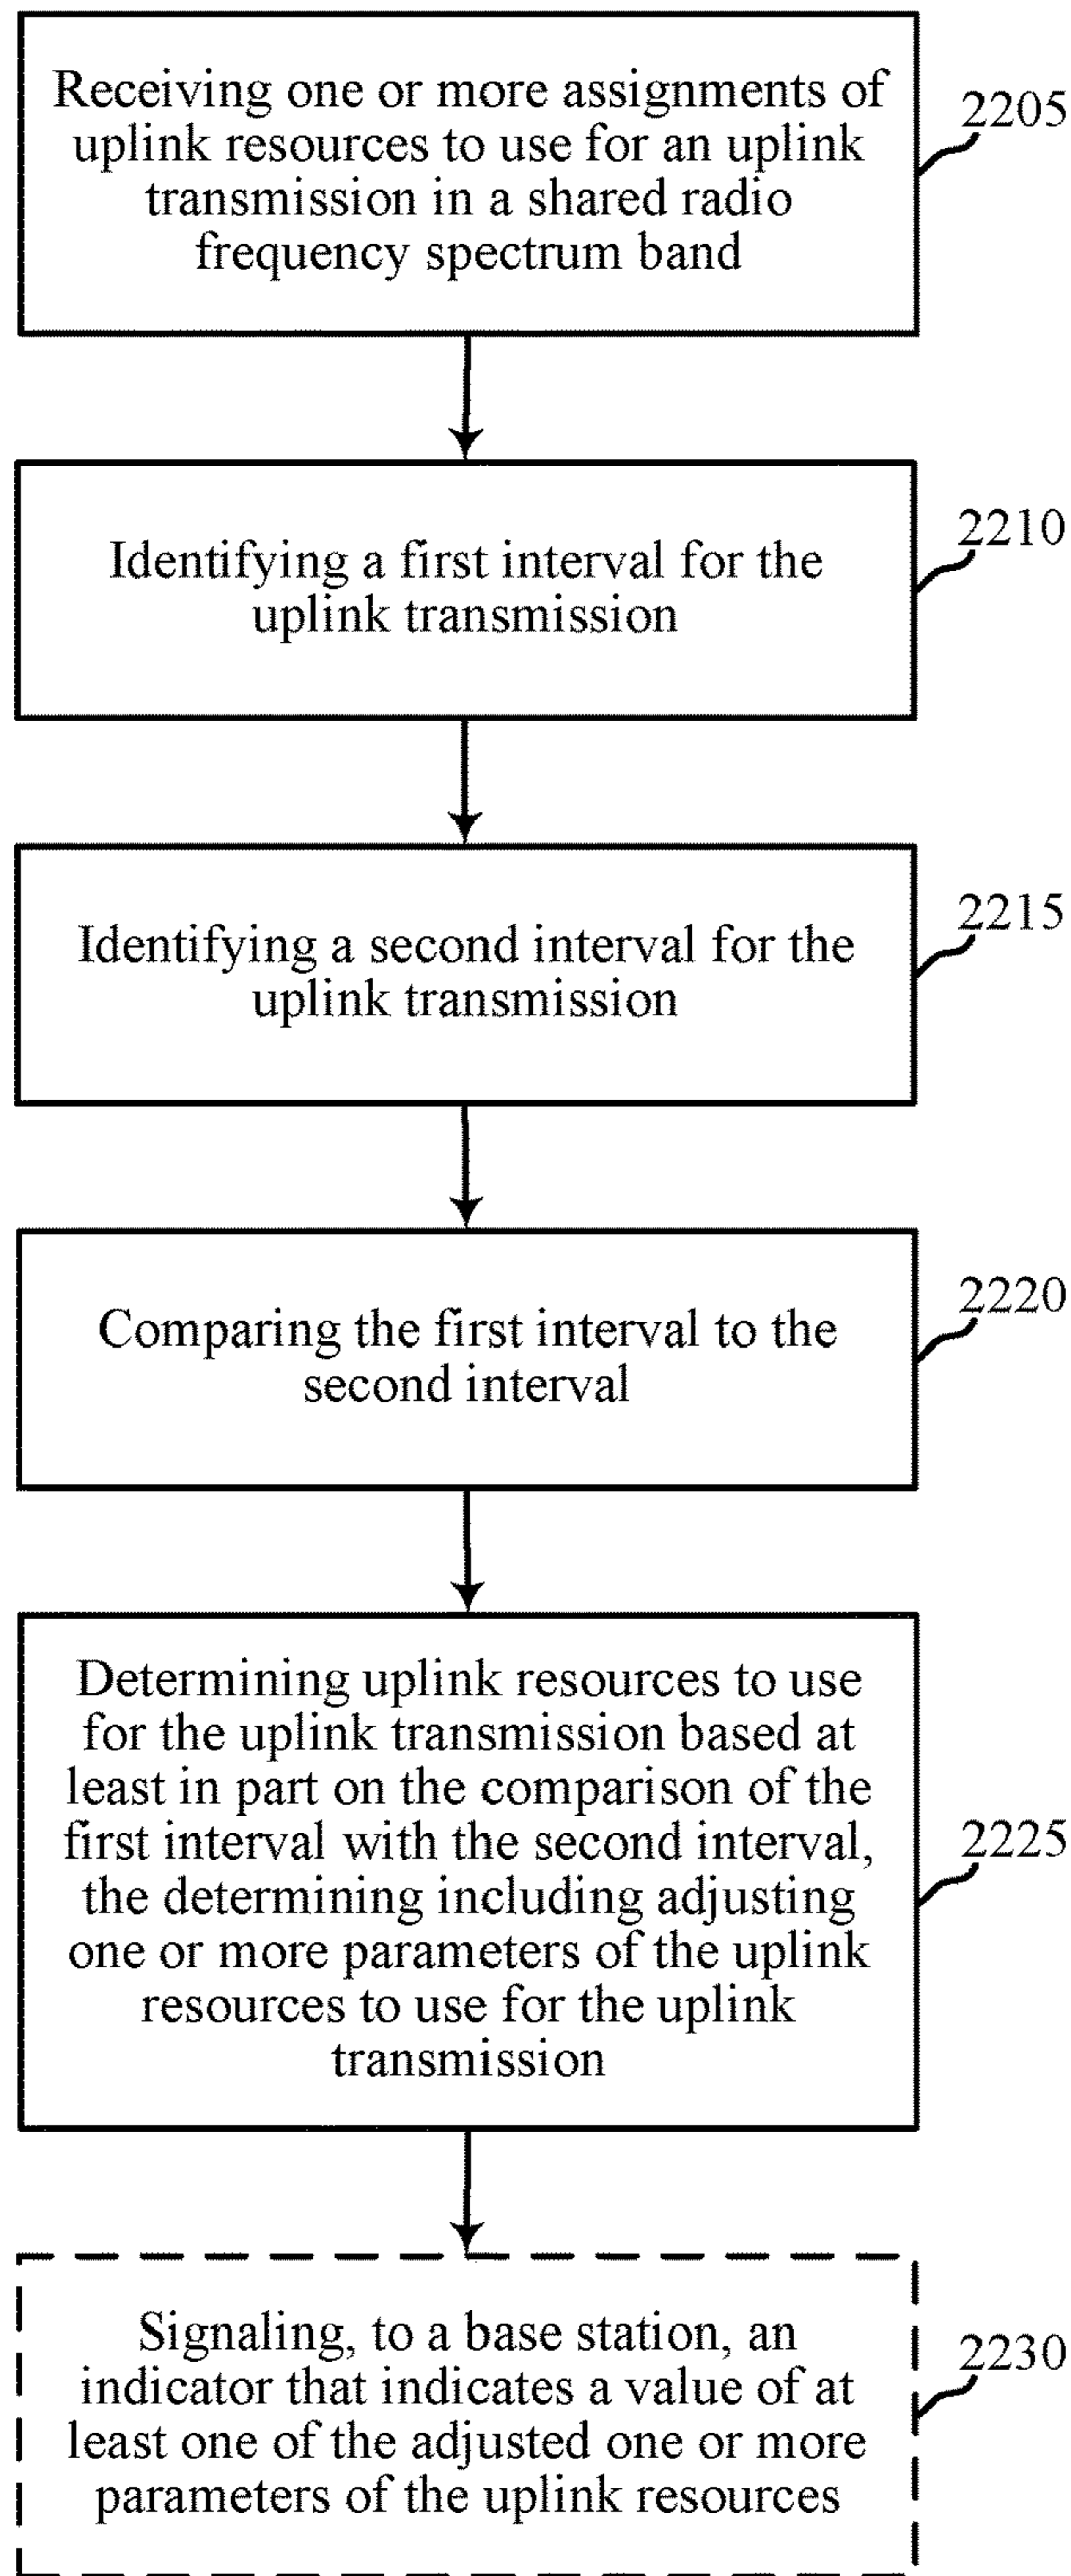 Receiving one or more assignments of
uplink resources to use for an uplink
transmission in a shared radio
frequency spectrum band
2205
Identifying a first interval for the
uplink transmission
2210
Identifying a second interval for the
uplink transmission
2215
Comparing the first interval to the
second interval
2220
Determining uplink resources to use
for the uplink transmission based at
least in part on the comparison of the
first interval with the second interval,
the determining including adjusting
one or more parameters of the uplink
resources to use for the uplink
transmission
2225
Signaling, to a base station, an
indicator that indicates a value of at
least one of the adjusted one or more
parameters of the uplink resources
2230